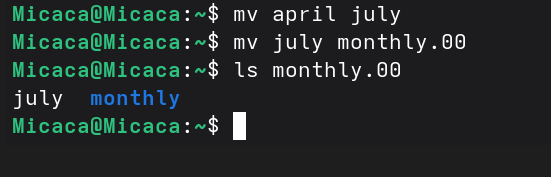 Micaca@Micaca:~$ mv april july
Micaca@Micaca:~$ mv july monthly.00
Micaca@Micaca:~$ ls monthly.00
july  monthly
Micaca@Micaca:~$